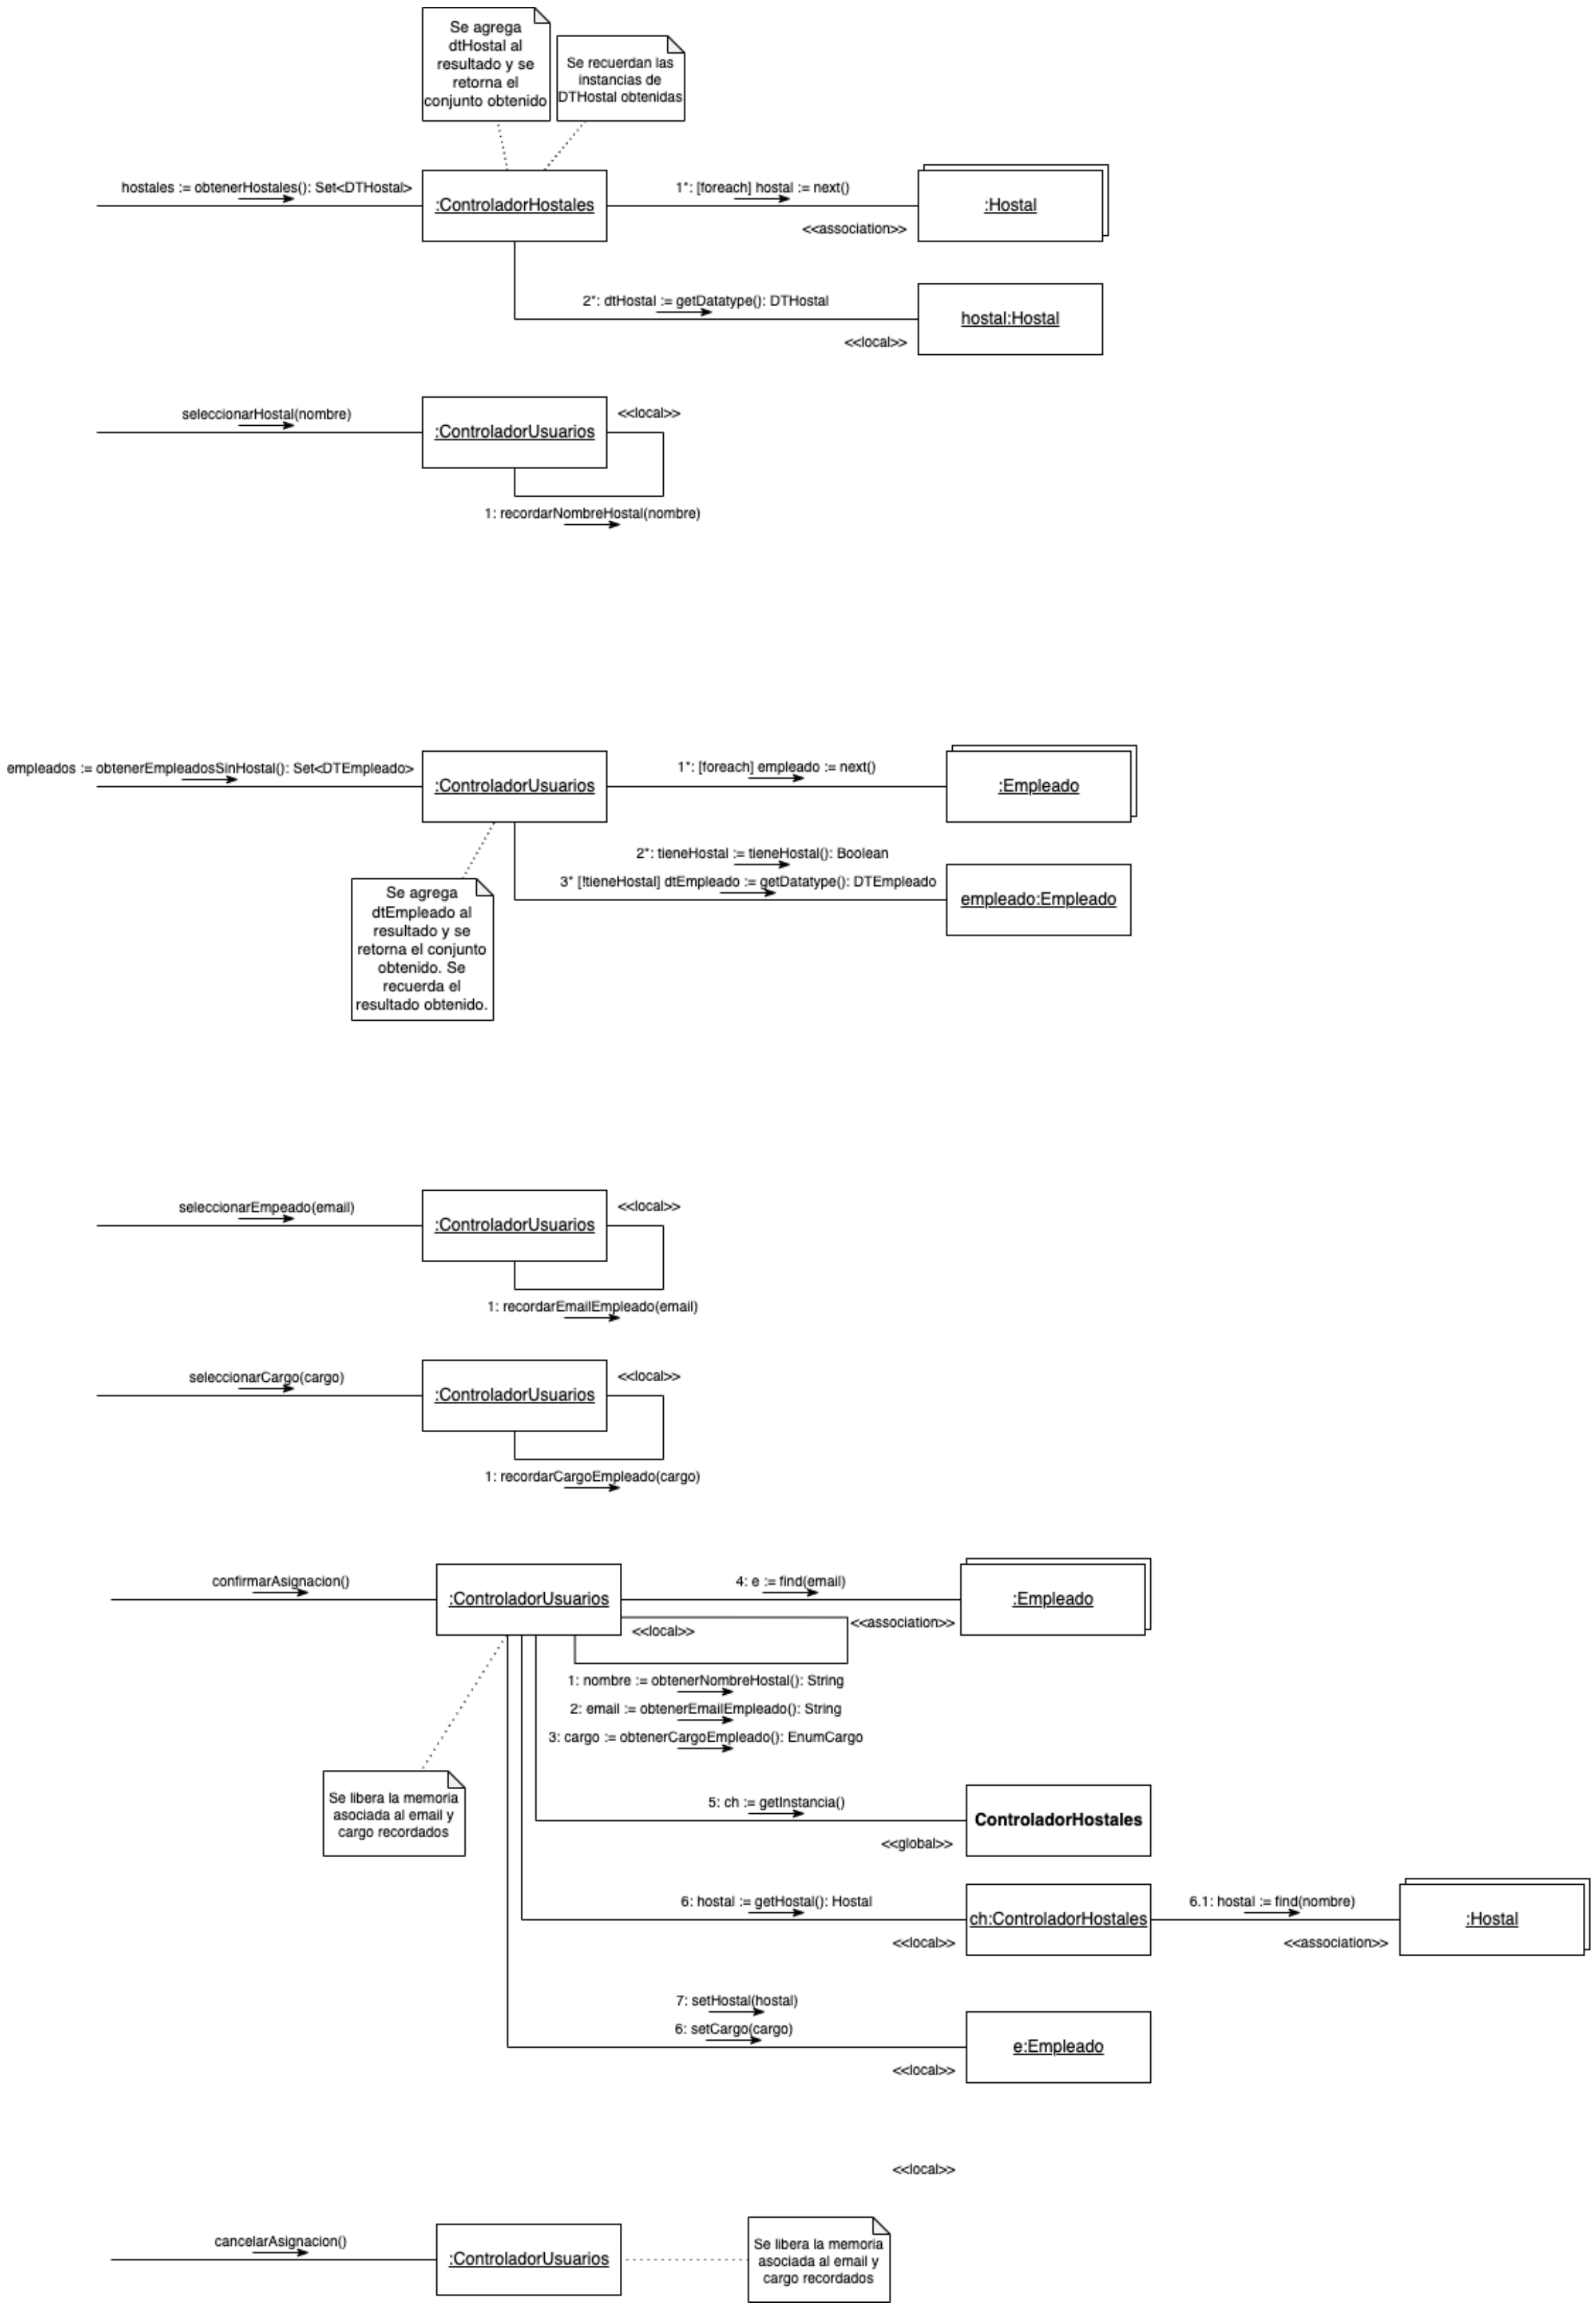 Se agrega
dtHostal al
resultado y se
retorna el
conjunto obtenido
Se recuerdan las
instancias de
DTHostal obtenidas
hostales := obtenerHostales(): Set<DTHostal>
:ControladorHostales
1*: [foreach] hostal := next()
<<association>>
:Hostal
2*: dtHostal := getDatatype(): DTHostal
<<local>>
hostal:Hostal
seleccionarHostal(nombre)
:ControladorUsuarios
<<local>>
1: recordarNombreHostal(nombre)
empleados := obtenerEmpleadosSinHostal(): Set<DTEmpleado>
:ControladorUsuarios
1*: [foreach] empleado := next()
:Empleado
2*: tieneHostal := tieneHostal(): Boolean
3* [!tieneHostal] dtEmpleado := getDatatype(): DTEmpleado
empleado:Empleado
Se agrega
dtEmpleado al
resultado y se
retorna el conjunto
obtenido. Se
recuerda el
resultado obtenido.
seleccionarEmpeado(email)
:ControladorUsuarios
<<local>>
1: recordarEmailEmpleado(email)
seleccionarCargo(cargo)
:ControladorUsuarios
<<local>>
1: recordarCargoEmpleado(cargo)
confirmarAsignacion()
:ControladorUsuarios
4: e := find(email)
<<association>>
:Empleado
<<local>>
1: nombre := obtenerNombreHostal(): String
2: email := obtenerEmailEmpleado(): String
3: cargo := obtenerCargoEmpleado(): EnumCargo
Se libera la memoria
asociada al email y
cargo recordados
5: ch := getInstancia()
<<global>>
ControladorHostales
6: hostal := getHostal(): Hostal
<<local>>
ch:ControladorHostales
6.1: hostal := find(nombre)
<<association>>
:Hostal
7: setHostal(hostal)
6: setCargo(cargo)
<<local>>
e:Empleado
<<local>>
cancelarAsignacion()
:ControladorUsuarios
Se libera la memoria
asociada al email y
cargo recordados